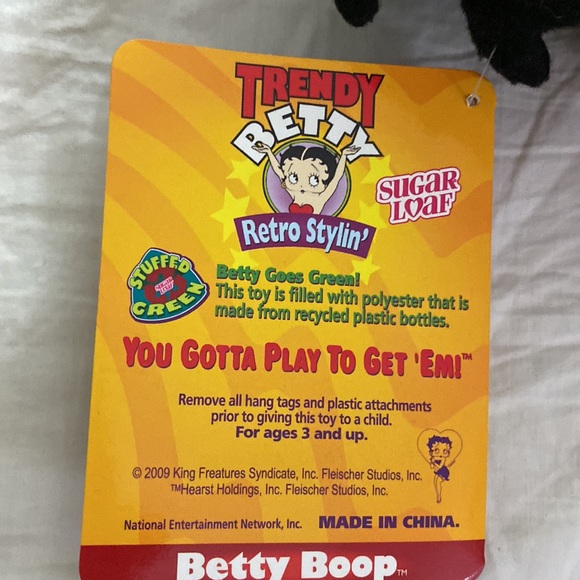 TRENDY
BETTY
SUGAR
LOAF
Retro Stylin'
STUFFED
SUGAR
LOAF
GREEN
Betty Goes Green!
This toy is filled with polyester that is
made from recycled plastic bottles.
YOU GOTTA PLAY TO GET 'EM!™
Remove all hang tags and plastic attachments
prior to giving this toy to a child.
For ages 3 and up.
© 2009 King Freatures Syndicate, Inc. Fleischer Studios, Inc.
™Hearst Holdings, Inc. Fleischer Studios, Inc.
National Entertainment Network, Inc. MADE IN CHINA.
Betty Boop™